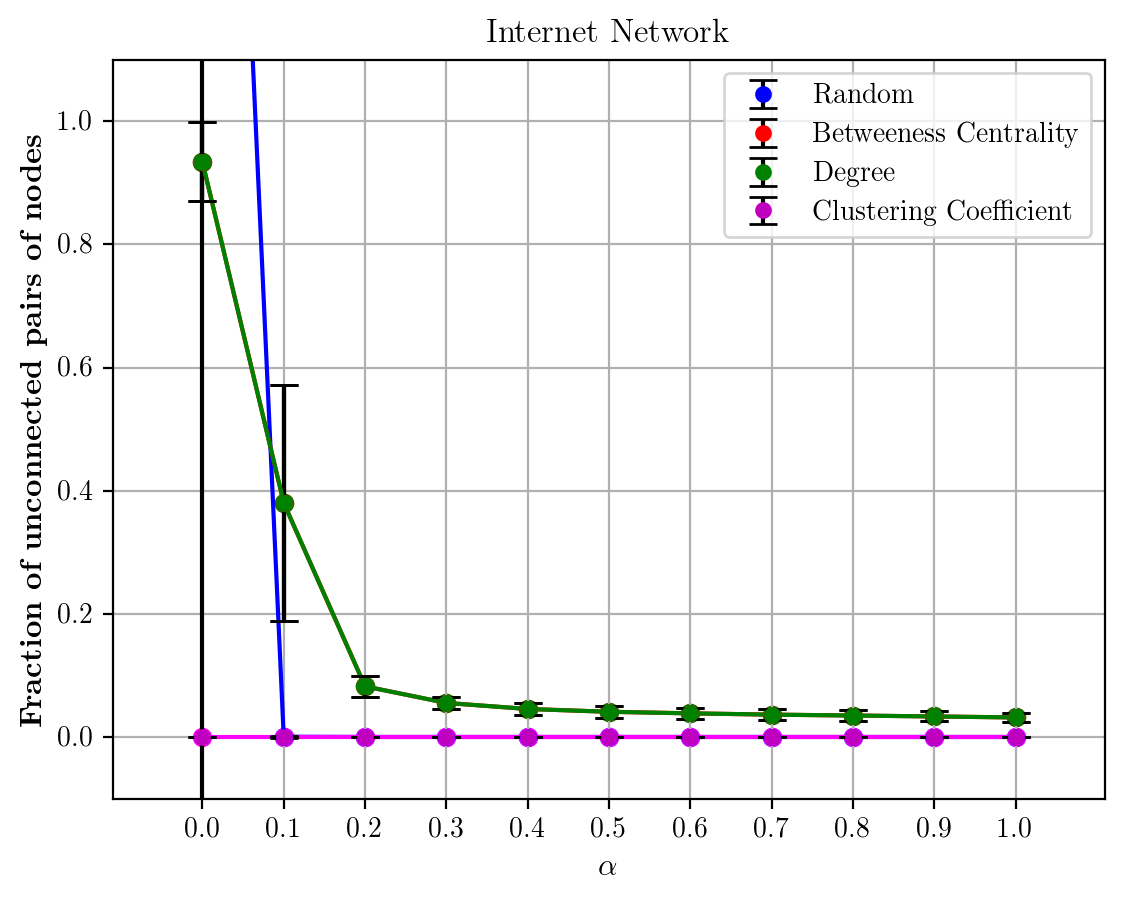 Internet Network
Random
Betweeness Centrality
Degree
Clustering Coefficient
Fraction of unconnected pairs of nodes
1.0
0.8
0.6
0.4
0.2
0.0
0.0 0.1 0.2 0.3 0.4 0.5 0.6 0.7 0.8 0.9 1.0
α